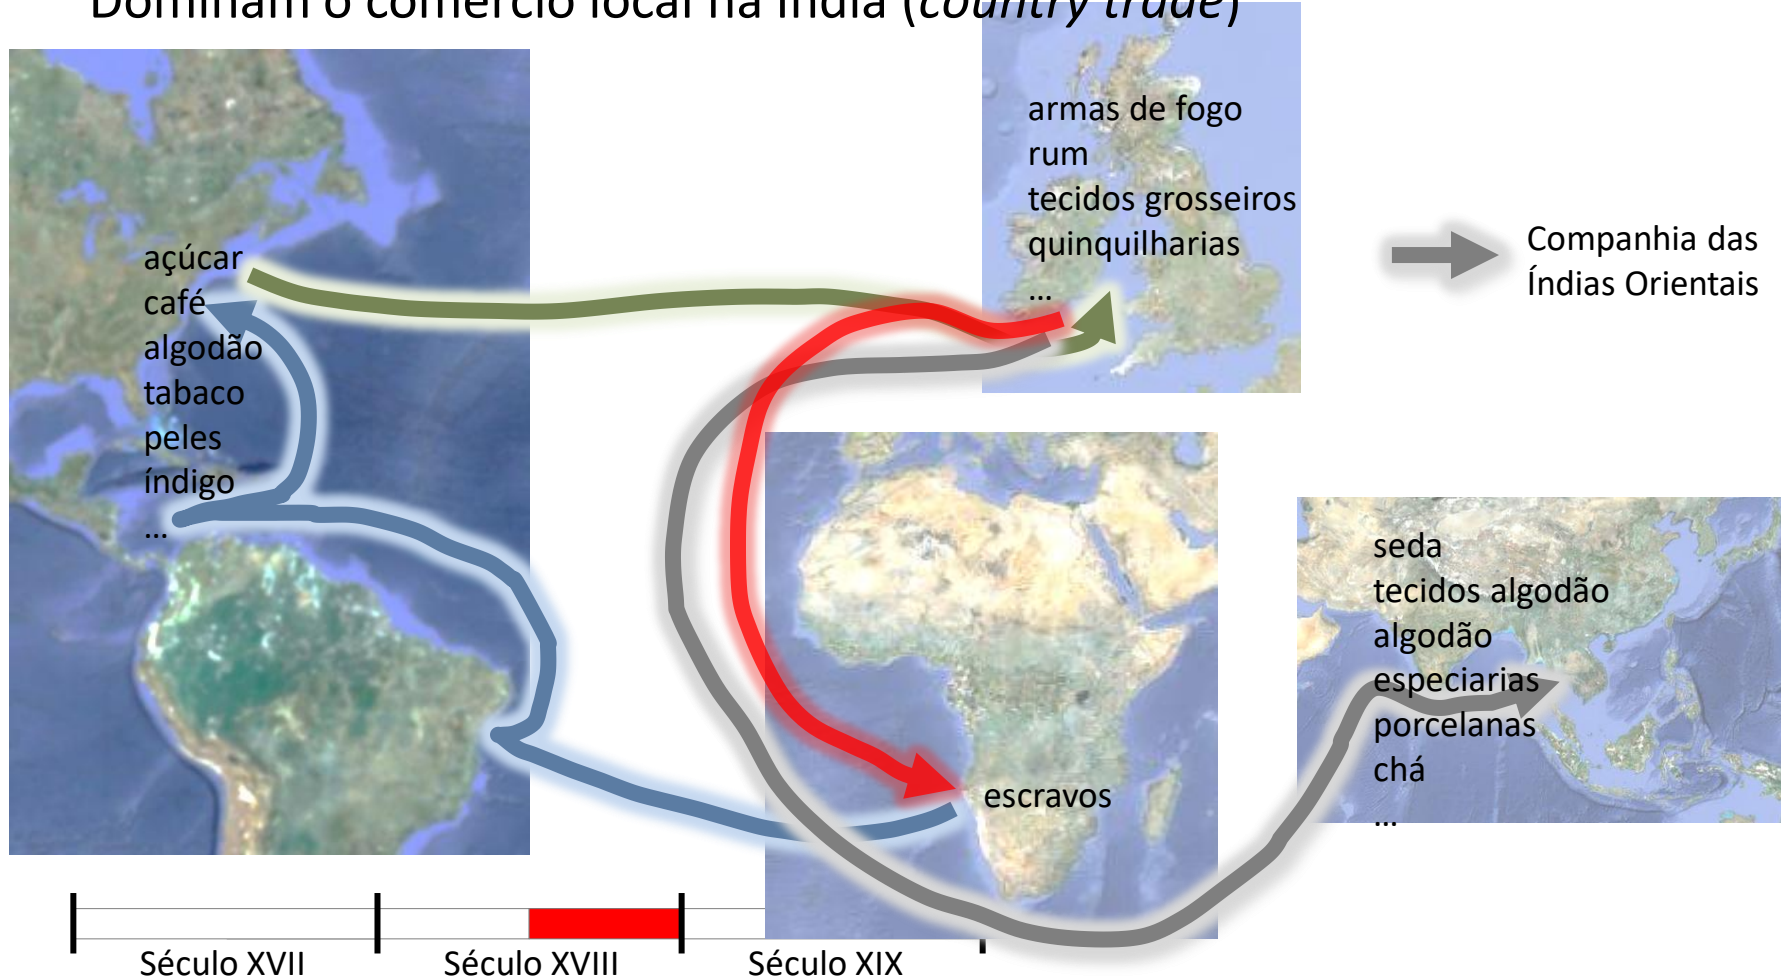 Dominam o comércio local na Índia (country trade)
armas de fogo
rum
tecidos grosseiros
quinquilharias
...
Companhia das
Índias Orientais
açúcar
café
algodão
tabaco
peles
índigo
...
seda
tecidos algodão
algodão
especiarias
porcelanas
chá
...
escravos
Século XVII
Século XVIII
Século XIX